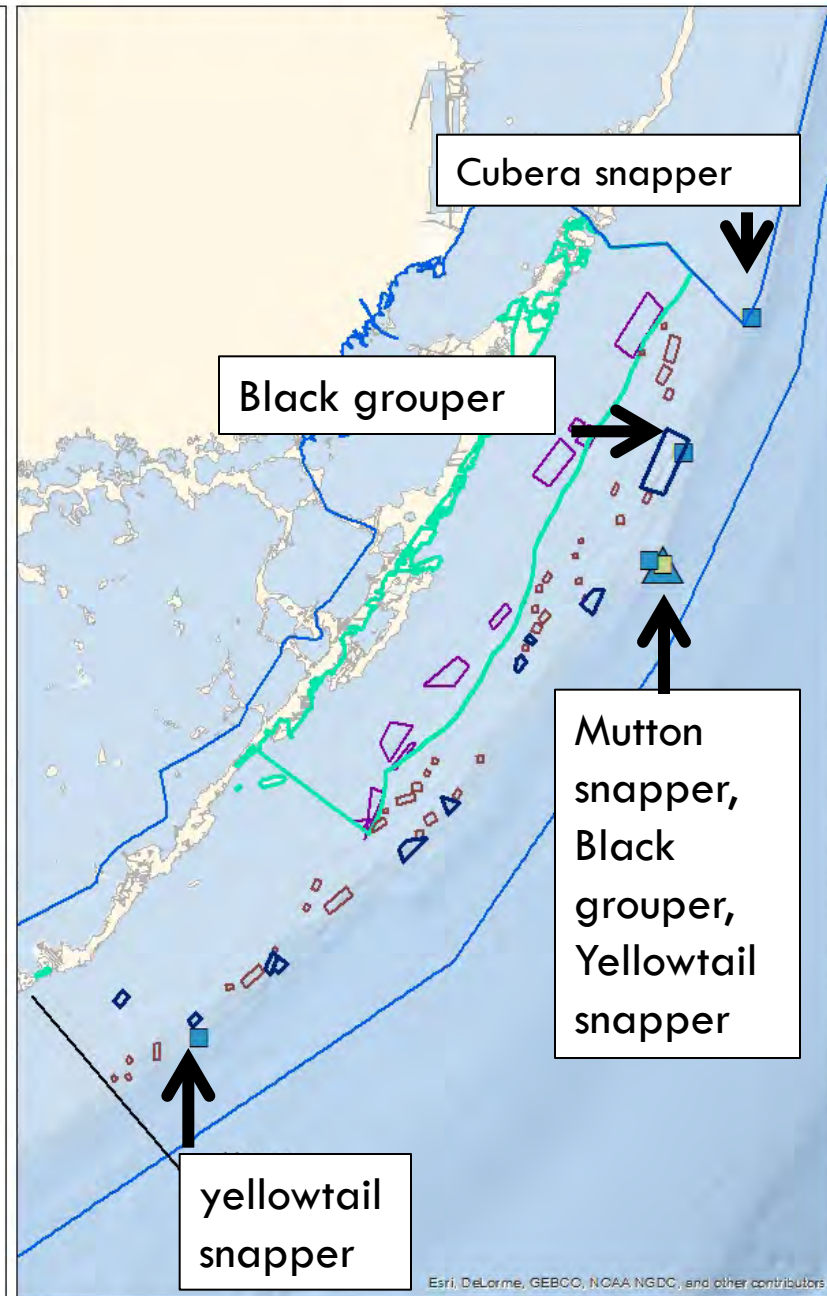 Cubera snapper
Black grouper
Mutton
snapper,
Black
grouper,
Yellowtail
snapper
yellowtail
snapper
Esri, DeLorme, GEBCO, NOAA NGDC, and other contributors